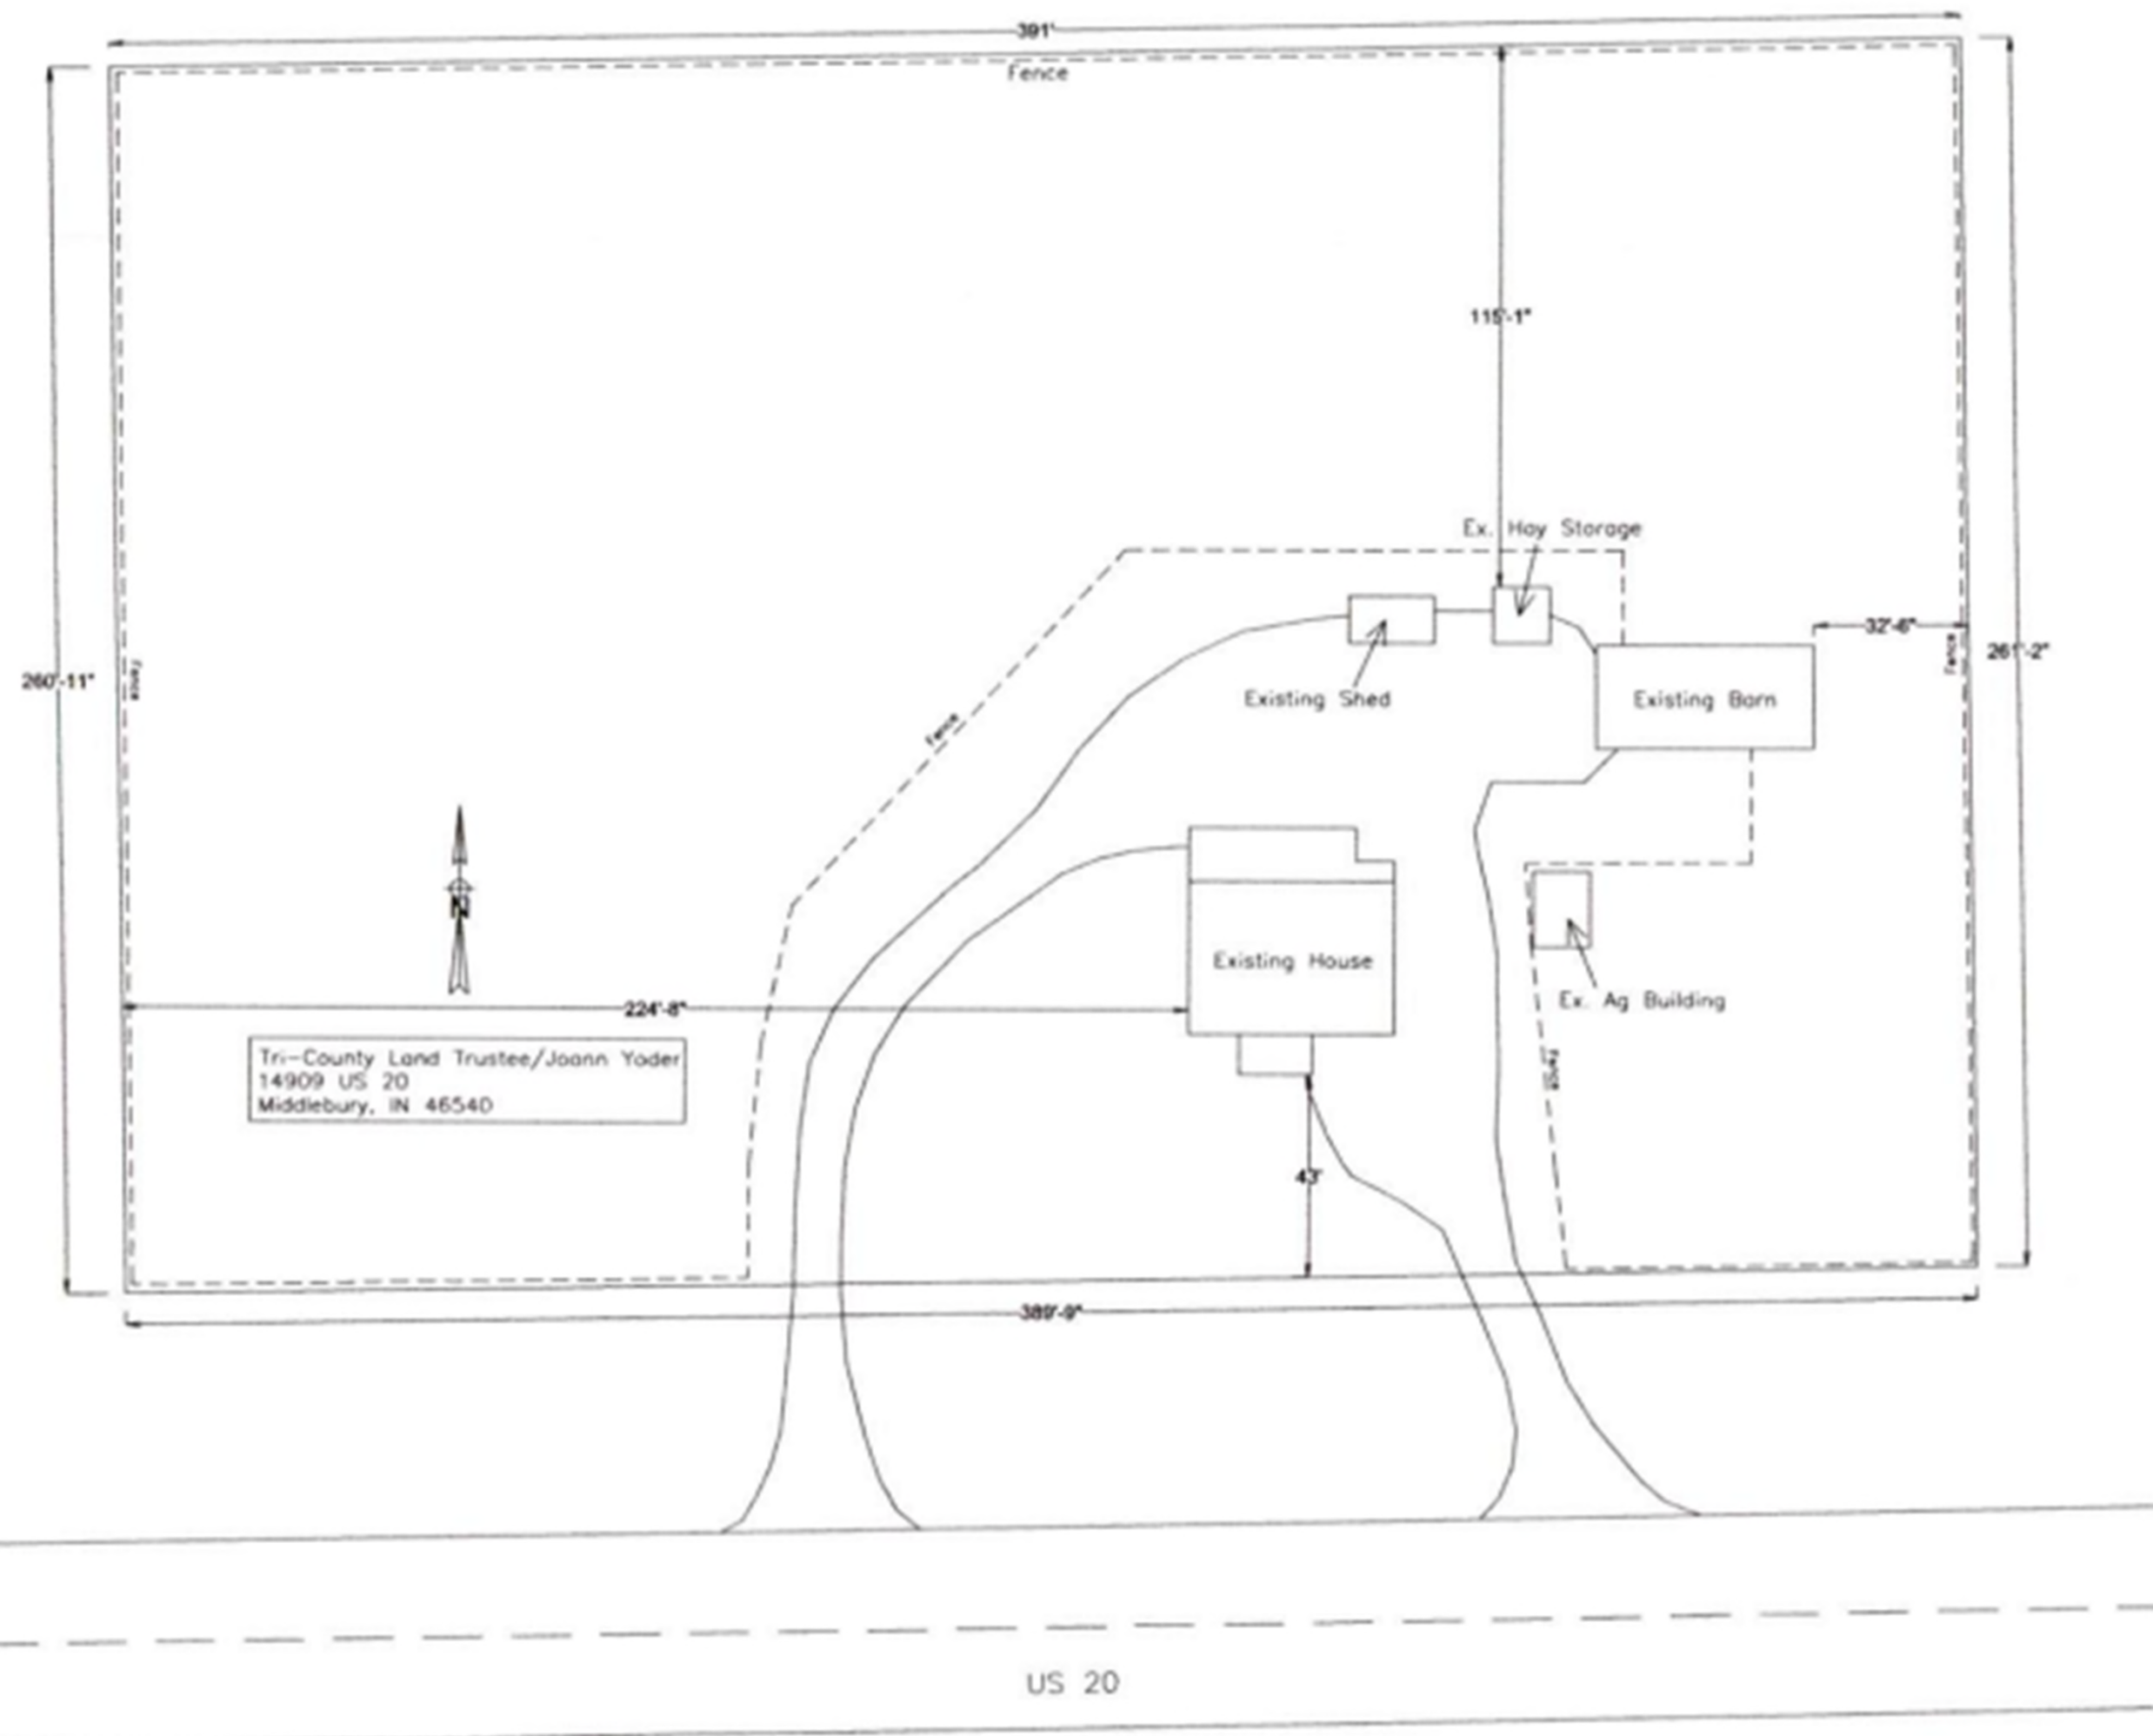 391'
Fence
115'-1"
Ex. Hay Storage
32'-6"
Fence
261'-2"
260'-11"
Fence
Existing Shed
Existing Barn
Fence
N
Existing House
224'-8"
Ex. Ag Building
Tri-County Land Trustee/Joann Yoder
14909 US 20
Middlebury, IN 46540
Fence
43'
389'-9"
US 20